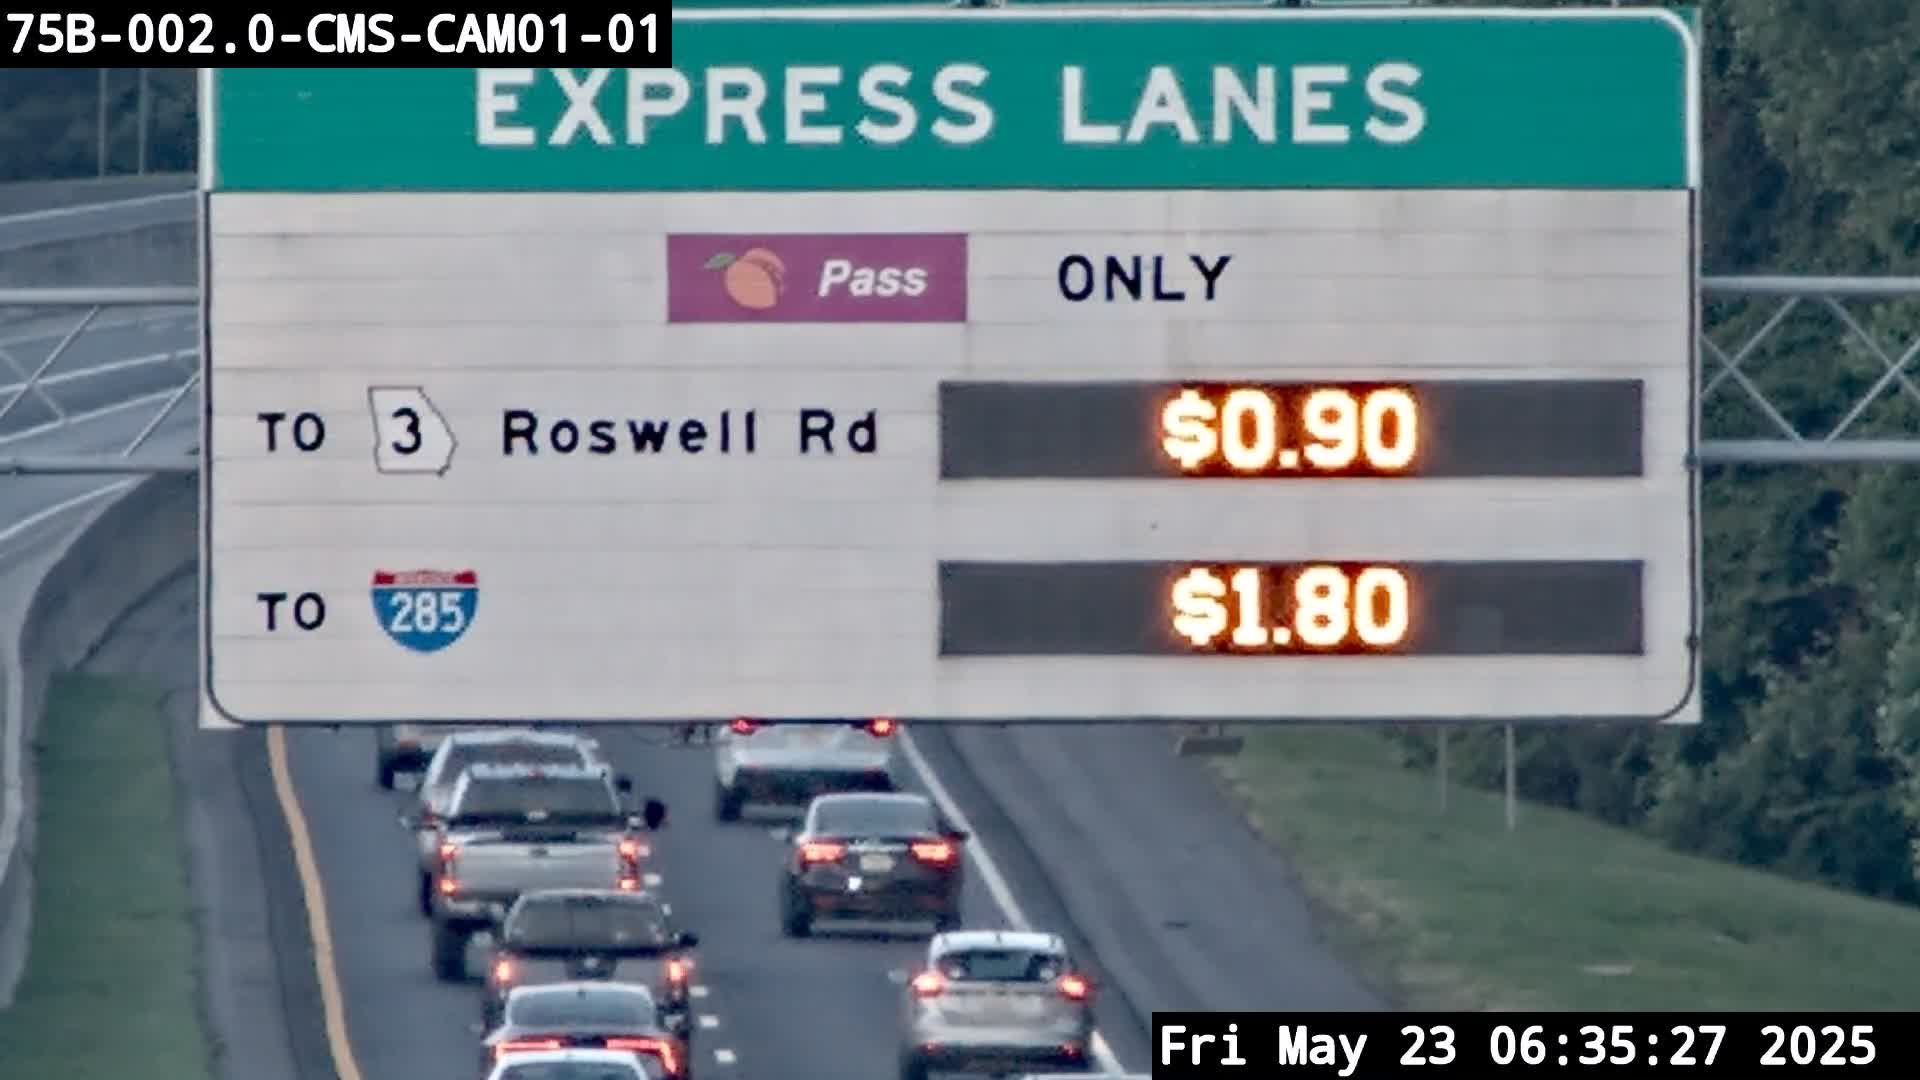 75B-002.0-CMS-CAM01-01
EXPRESS LANES
Pass ONLY
TO 3 Roswell Rd $0.90
TO 285 $1.80
Fri May 23 06:35:27 2025